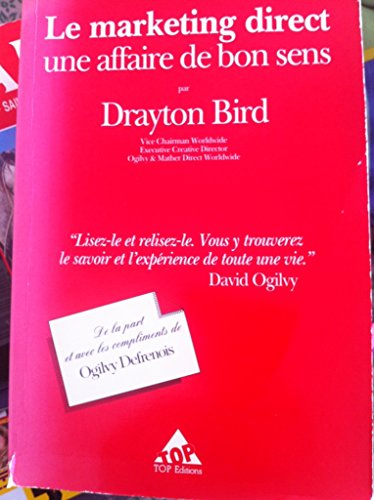 Le marketing direct
une affaire de bon sens
par
Drayton Bird
Vice Chairman Worldwide
Executive Creative Director
Ogilvy & Mather Direct Worldwide
"Lisez-le et relisez-le. Vous y trouverez
le savoir et l'expérience de toute une vie."
David Ogilvy
De la part
et avec les compliments de
Ogilvy Defrenois
TOP
TOP Editions